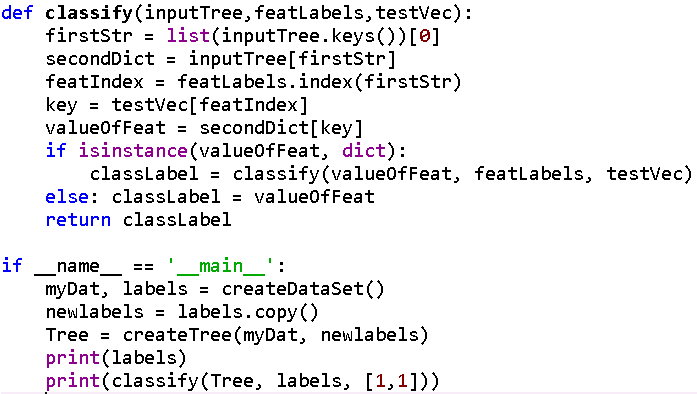 def classify(inputTree,featLabels,testVec):
    firstStr = list(inputTree.keys())[0]
    secondDict = inputTree[firstStr]
    featIndex = featLabels.index(firstStr)
    key = testVec[featIndex]
    valueOfFeat = secondDict[key]
    if isinstance(valueOfFeat, dict):
        classLabel = classify(valueOfFeat, featLabels, testVec)
    else: classLabel = valueOfFeat
    return classLabel

if __name__ == '__main__':
    myDat, labels = createDataSet()
    newlabels = labels.copy()
    Tree = createTree(myDat, newlabels)
    print(labels)
    print(classify(Tree, labels, [1,1]))